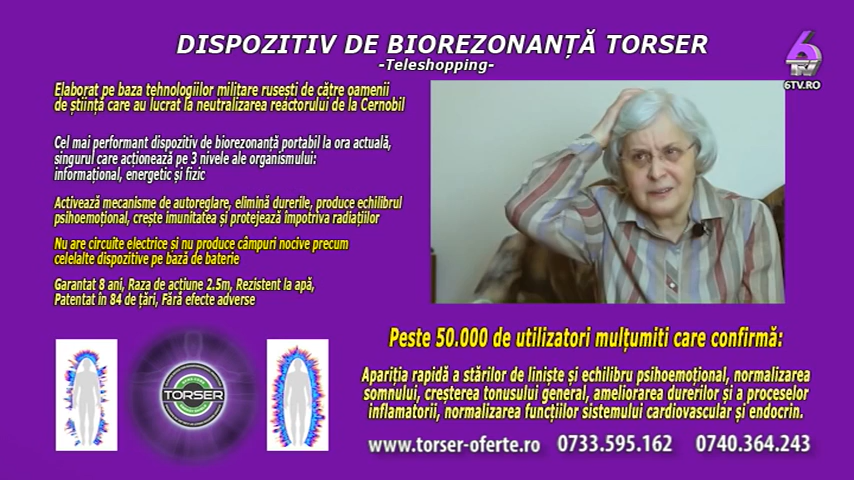 DISPOZITIV DE BIOREZONANȚĂ TORSER
-Teleshopping-
6
TV
6TV.RO
Elaborat pe baza tehnologiilor militare rusești de către oamenii
de știință care au lucrat la neutralizarea reactorului de la Cernobîl
Cel mai performant dispozitiv de biorezonanță portabil la ora actuală,
singurul care acționează pe 3 nivele ale organismului:
informațional, energetic și fizic
Activează mecanisme de autoreglare, elimină durerile, produce echilibrul
psihoemoțional, crește imunitatea și protejează împotriva radiațiilor
Nu are circuite electrice și nu produce câmpuri nocive precum
celelalte dispozitive pe bază de baterie
Garantat 8 ani, Raza de acțiune 2.5m, Rezistent la apă,
Patentat în 84 de țări, Fără efecte adverse
TORSER
Peste 50.000 de utilizatori mulțumiti care confirmă:
Apariția rapidă a stărilor de liniște și echilibru psihoemoțional, normalizarea
somnului, creșterea tonusului general, ameliorarea durerilor și a proceselor
inflamatorii, normalizarea funcțiilor sistemului cardiovascular și endocrin.
www.torser-oferte.ro 0733.595.162 0740.364.243